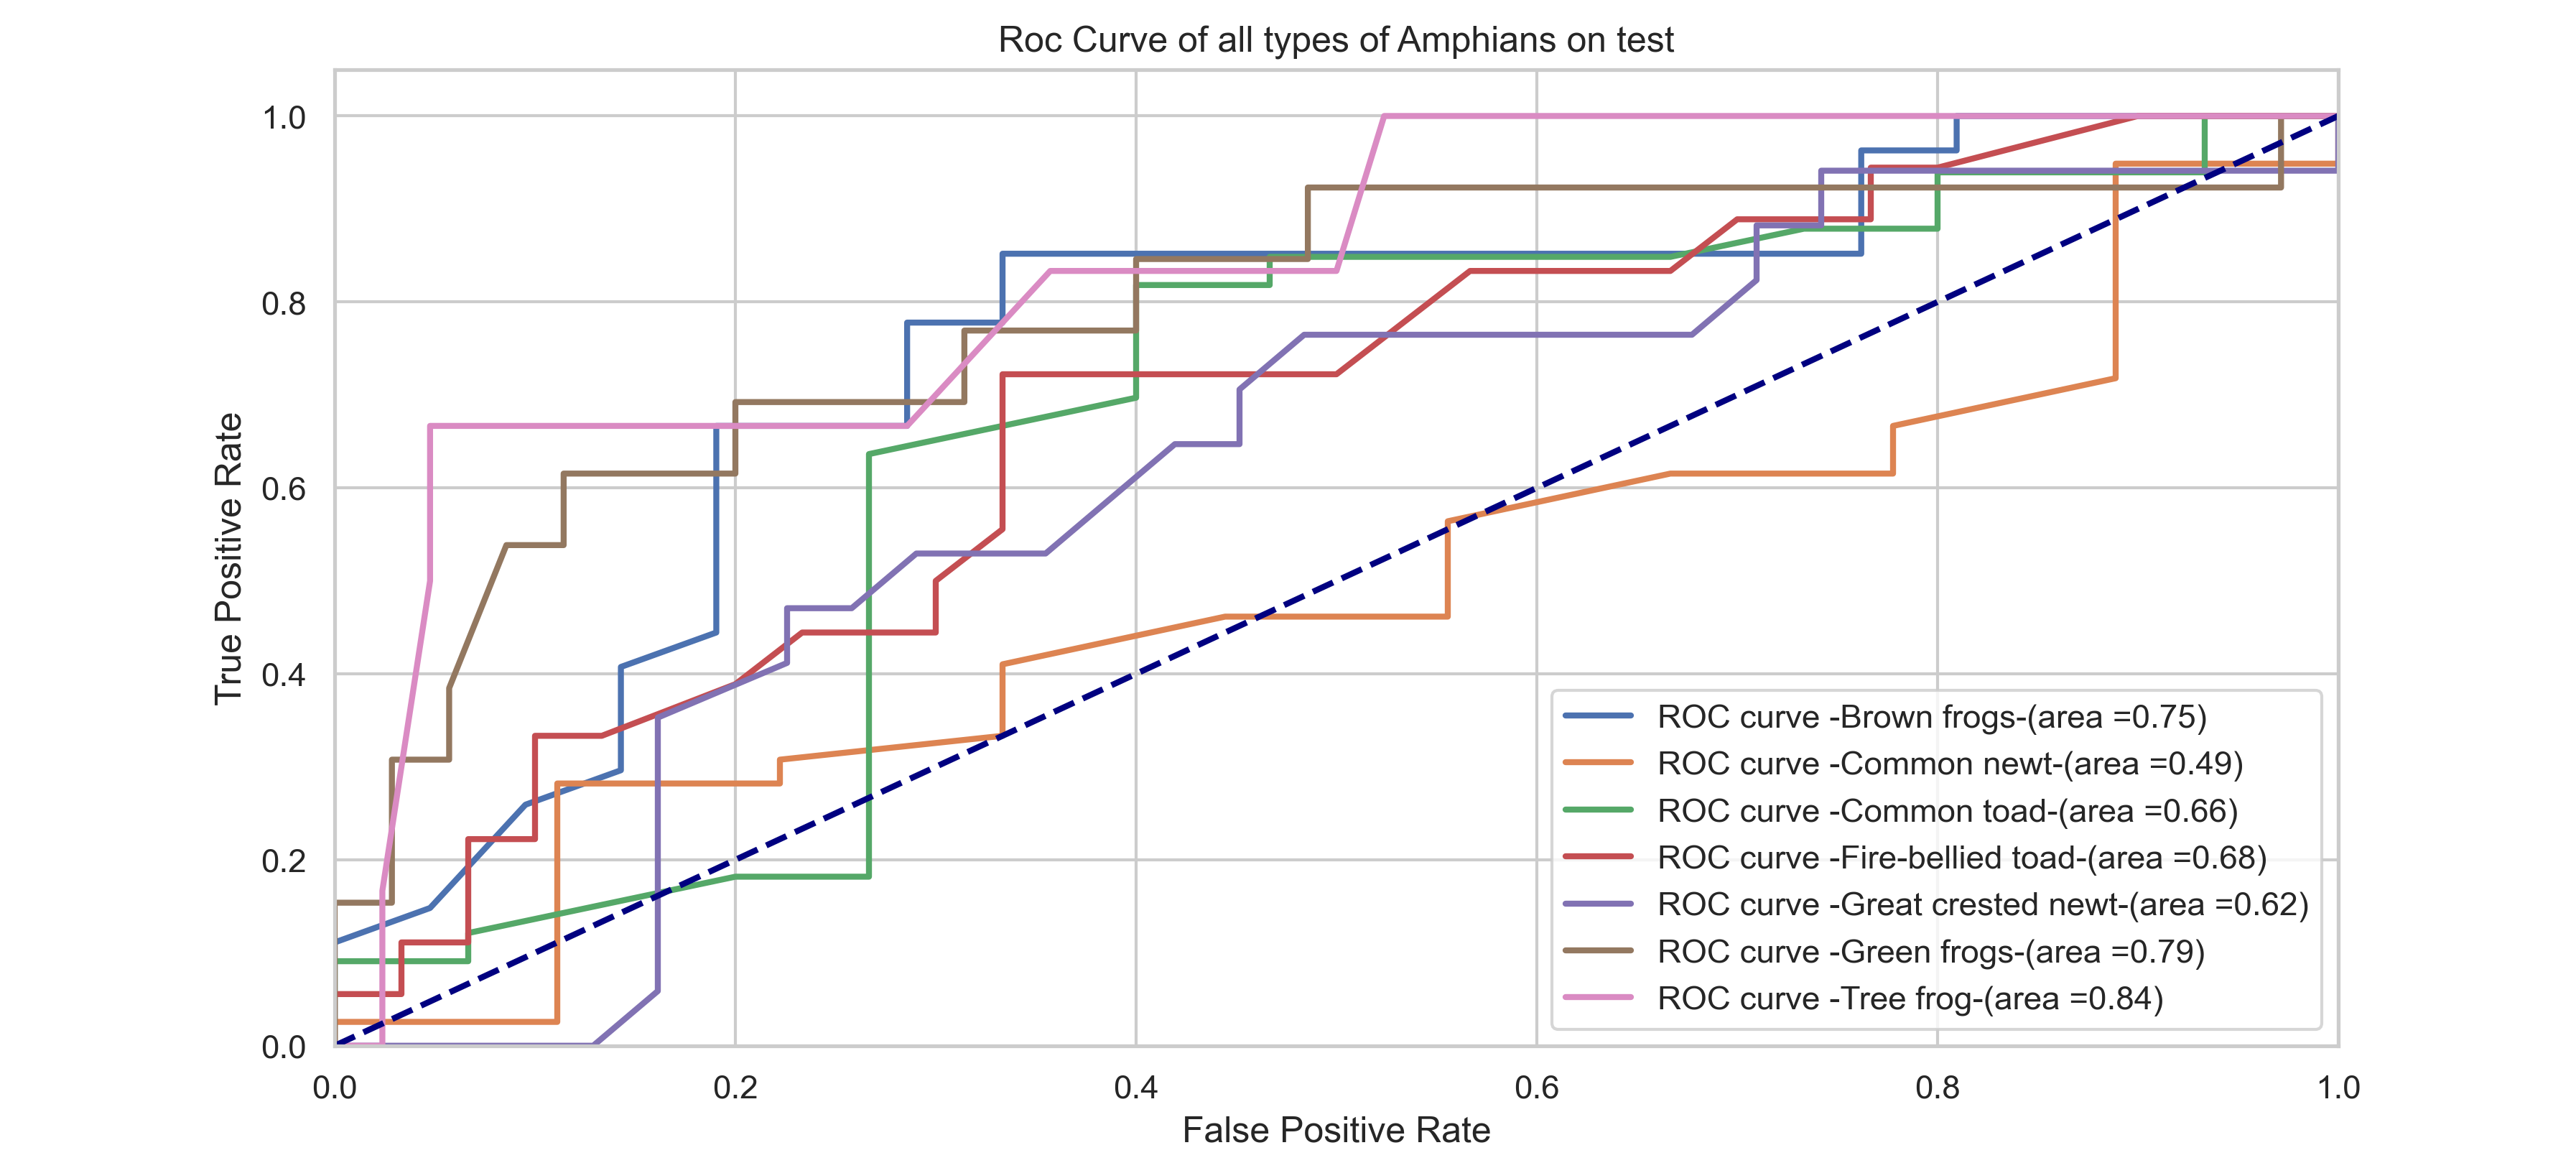 Roc Curve of all types of Amphians on test
1.0
0.8
0.6
0.4
0.2
0.0
True Positive Rate
ROC curve -Brown frogs-(area =0.75)
ROC curve -Common newt-(area =0.49)
ROC curve -Common toad-(area =0.66)
ROC curve -Fire-bellied toad-(area =0.68)
ROC curve -Great crested newt-(area =0.62)
ROC curve -Green frogs-(area =0.79)
ROC curve -Tree frog-(area =0.84)
0.0 0.2 0.4 0.6 0.8 1.0
False Positive Rate